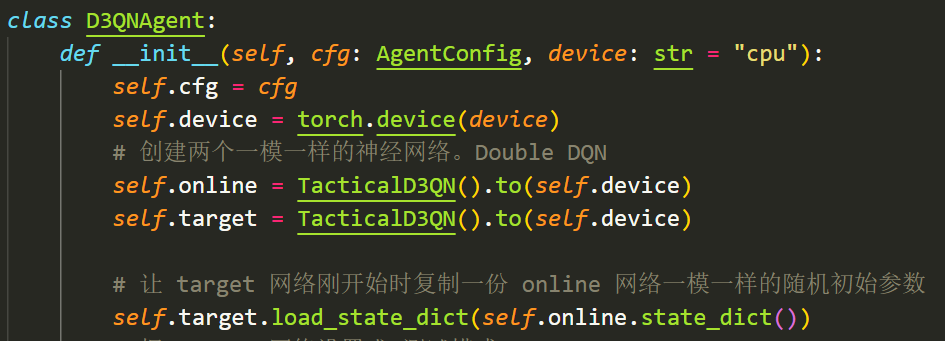 class D3QNAgent:
    def __init__(self, cfg: AgentConfig, device: str = "cpu"):
        self.cfg = cfg
        self.device = torch.device(device)
        # 创建两个一模一样的神经网络。Double DQN
        self.online = TacticalD3QN().to(self.device)
        self.target = TacticalD3QN().to(self.device)
        # 让 target 网络刚开始时复制一份 online 网络一模一样的随机初始参数
        self.target.load_state_dict(self.online.state_dict())